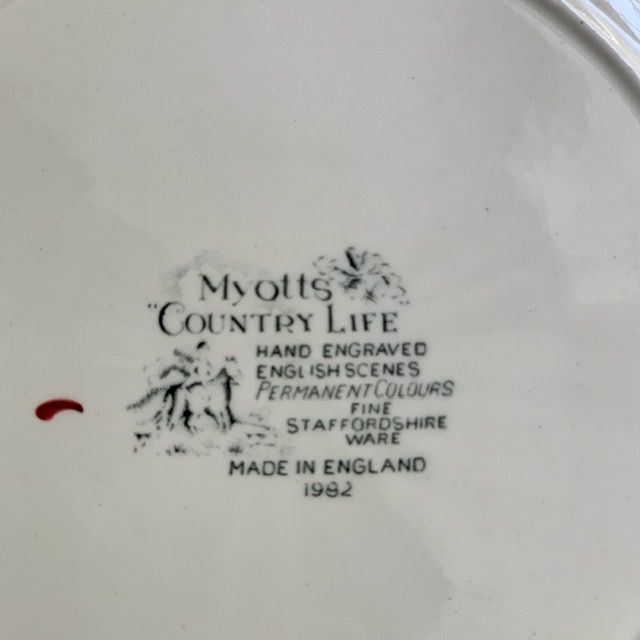 Myotts
"COUNTRY LIFE
HAND ENGRAVED
ENGLISH SCENES
PERMANENT COLOURS
FINE
STAFFORDSHIRE
WARE
MADE IN ENGLAND
1982